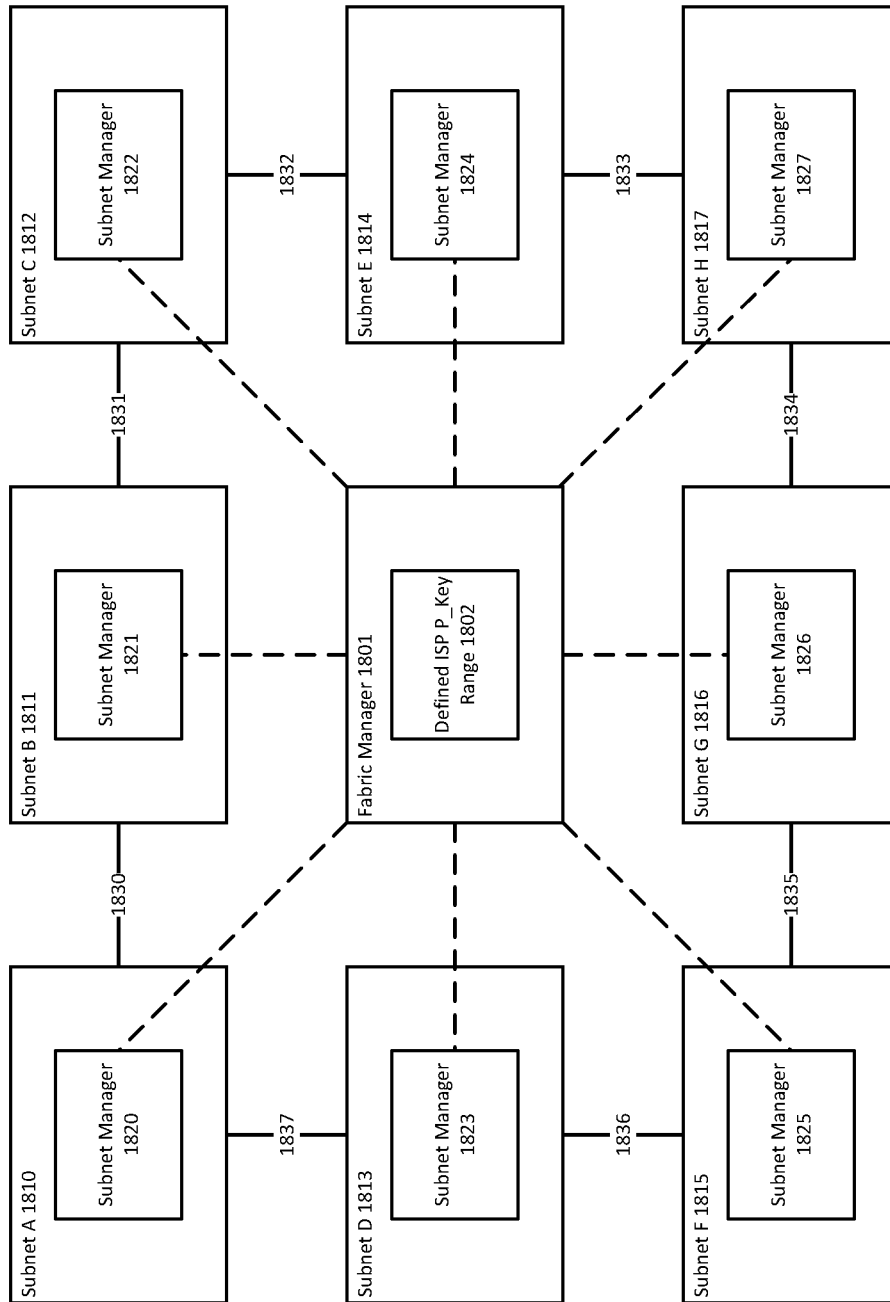 Subnet A 1810
Subnet Manager
1820
1830
Subnet B 1811
Subnet Manager
1821
1831
Subnet C 1812
Subnet Manager
1822
1837
1832
Subnet D 1813
Subnet Manager
1823
Fabric Manager 1801
Defined ISP P_Key
Range 1802
Subnet E 1814
Subnet Manager
1824
1836
1833
Subnet F 1815
Subnet Manager
1825
1835
Subnet G 1816
Subnet Manager
1826
1834
Subnet H 1817
Subnet Manager
1827